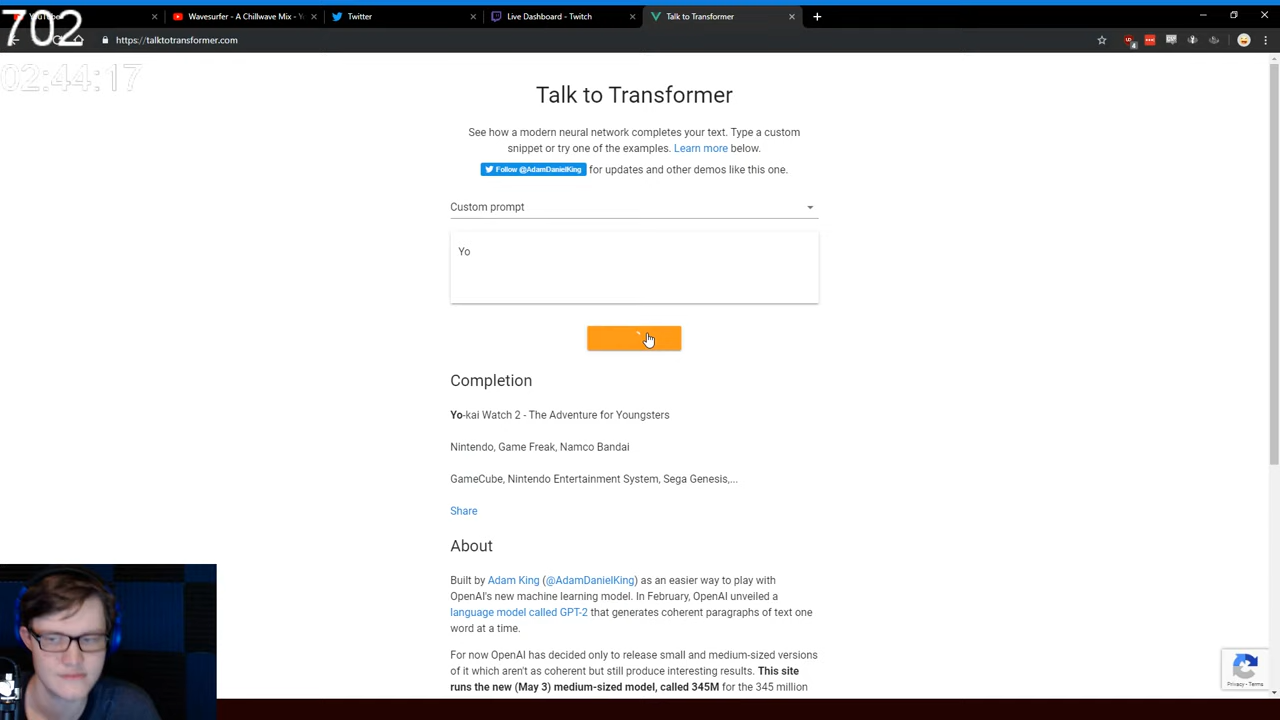 702
Wavesurfer - A Chillwave Mix - Yo
Twitter
Live Dashboard - Twitch
Talk to Transformer
https://talktotransformer.com
02:44:17
Talk to Transformer
See how a modern neural network completes your text. Type a custom
snippet or try one of the examples. Learn more below.
Follow @AdamDanielKing for updates and other demos like this one.
Custom prompt
Yo
Completion
Yo-kai Watch 2 - The Adventure for Youngsters
Nintendo, Game Freak, Namco Bandai
GameCube, Nintendo Entertainment System, Sega Genesis,...
Share
About
Built by Adam King (@AdamDanielKing) as an easier way to play with
OpenAI's new machine learning model. In February, OpenAI unveiled a
language model called GPT-2 that generates coherent paragraphs of text one
word at a time.
For now OpenAI has decided only to release small and medium-sized versions
of it which aren't as coherent but still produce interesting results. This site
runs the new (May 3) medium-sized model, called 345M for the 345 million
Privacy - Terms